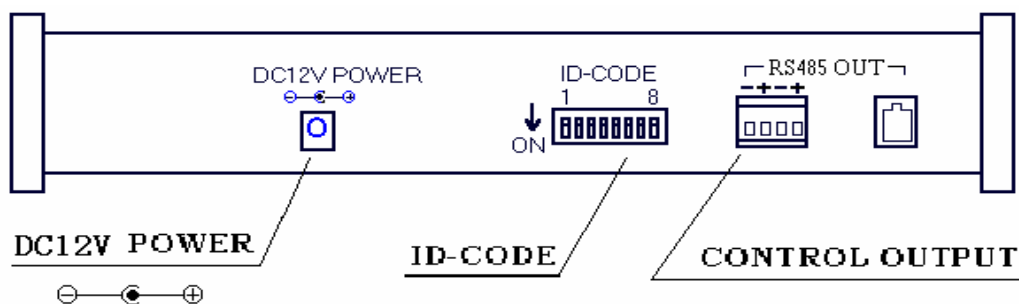 DC12V POWER
ID-CODE
1 8
ON
RS485 OUT
- + - +
DC12V POWER
ID-CODE
CONTROL OUTPUT